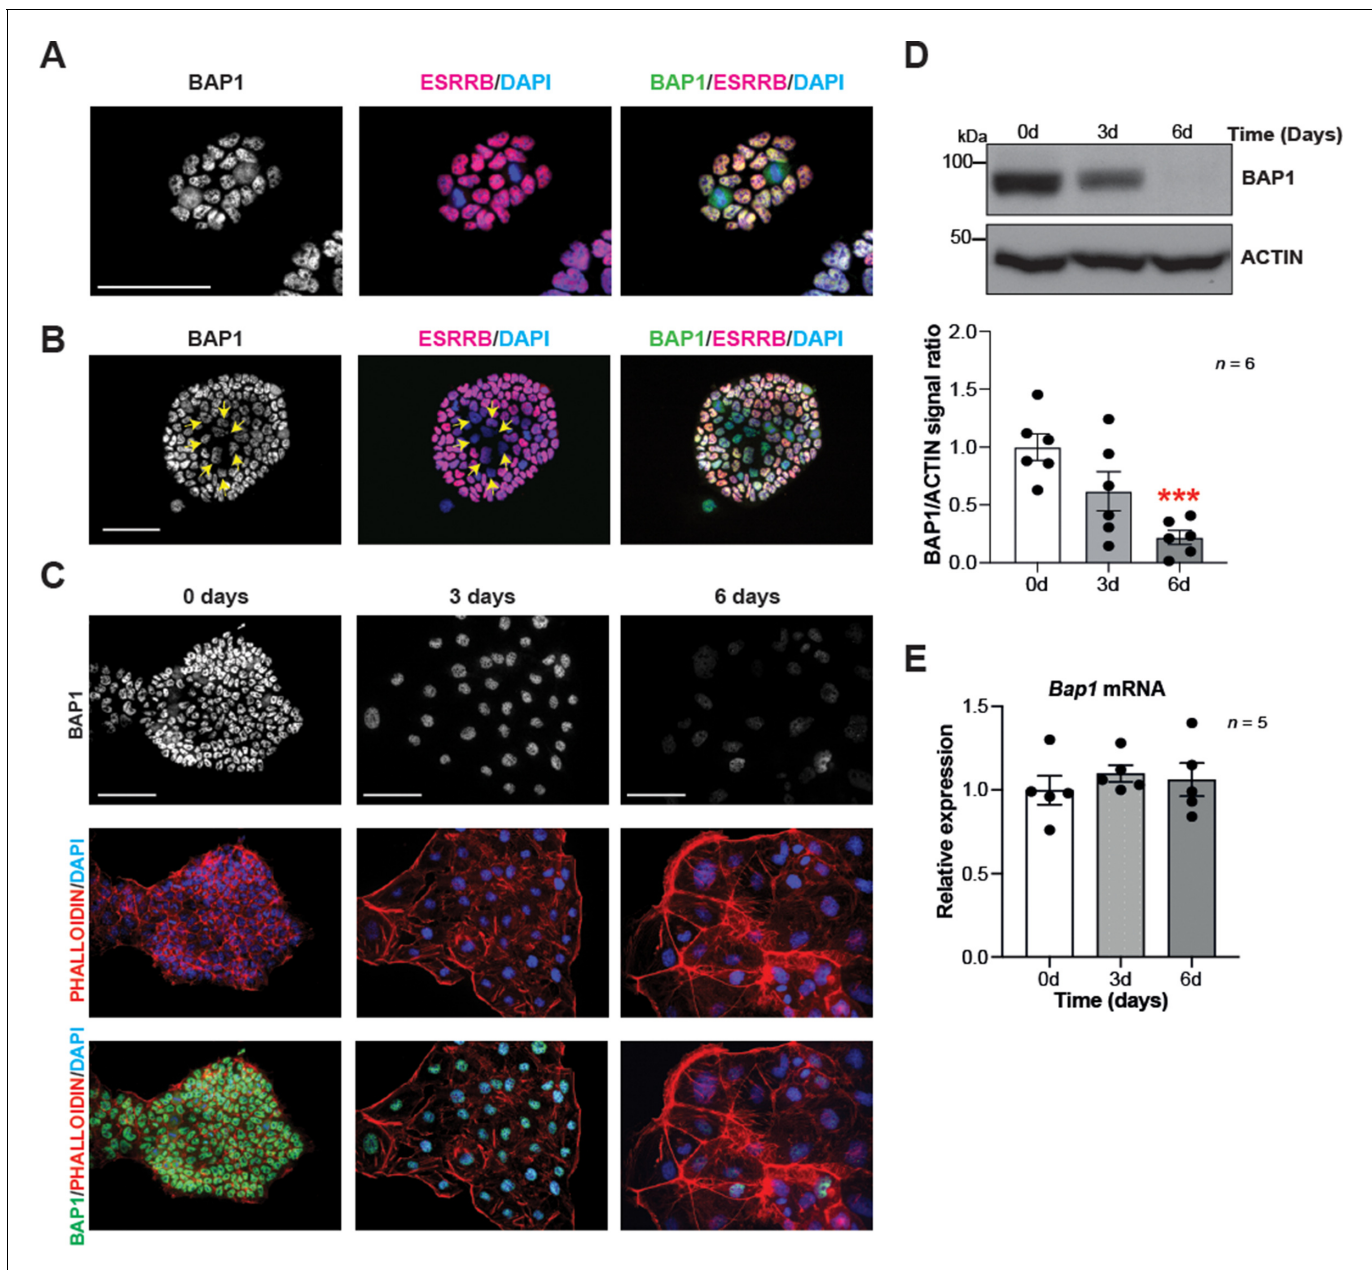 A
BAP1
ESRRB/DAPI
BAP1/ESRRB/DAPI
B
BAP1
ESRRB/DAPI
BAP1/ESRRB/DAPI
C
0 days
3 days
6 days
BAP1
PHALLOIDIN/DAPI
BAP1/PHALLOIDIN/DAPI
D
kDa
0d
3d
6d
Time (Days)
100
BAP1
50
ACTIN
BAP1/ACTIN signal ratio
2.0
1.5
1.0
0.5
0.0
n = 6
***
0d
3d
6d
E
Bap1 mRNA
n = 5
Relative expression
1.5
1.0
0.5
0.0
0d
3d
6d
Time (days)